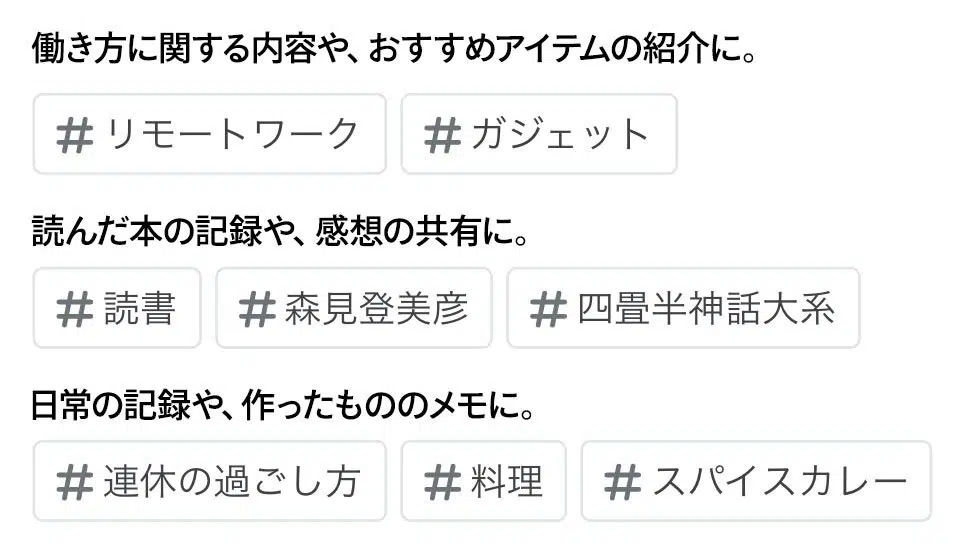 働き方に関する内容や、おすすめアイテムの紹介に。
# リモートワーク # ガジェット
読んだ本の記録や、感想の共有に。
# 読書 # 森見登美彦 # 四畳半神話大系
日常の記録や、作ったもののメモに。
# 連休の過ごし方 # 料理 # スパイスカレー